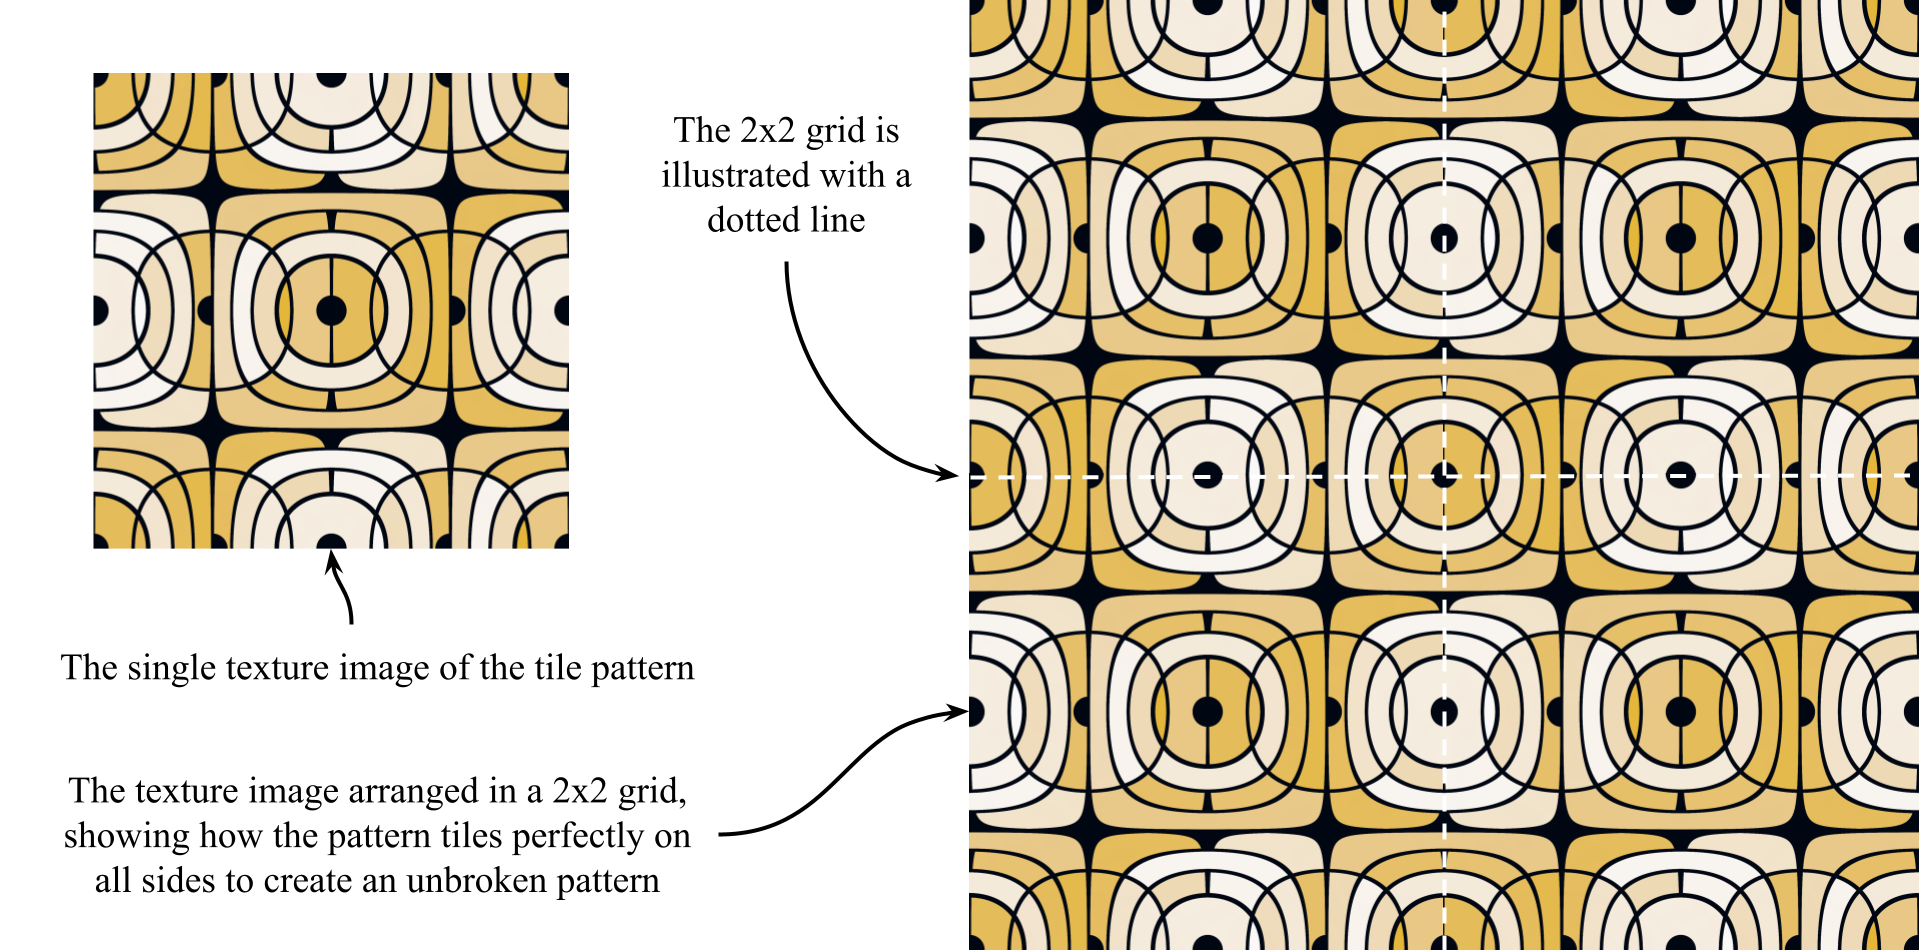 The 2x2 grid is
illustrated with a
dotted line
The single texture image of the tile pattern
The texture image arranged in a 2x2 grid,
showing how the pattern tiles perfectly on
all sides to create an unbroken pattern